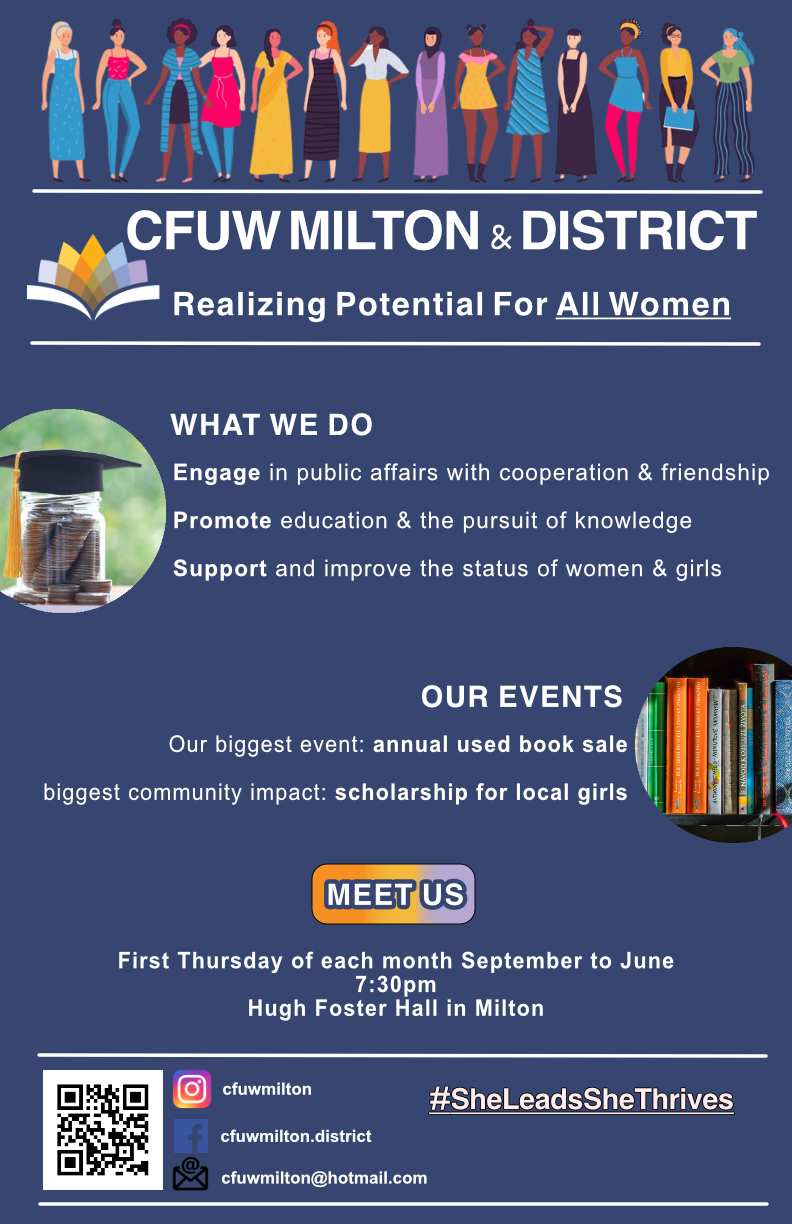 CFUW MILTON & DISTRICT
Realizing Potential For All Women
WHAT WE DO
Engage in public affairs with cooperation & friendship
Promote education & the pursuit of knowledge
Support and improve the status of women & girls
OUR EVENTS
Our biggest event: annual used book sale
biggest community impact: scholarship for local girls
MEET US
First Thursday of each month September to June
7:30pm
Hugh Foster Hall in Milton
cfuwmilton
#SheLeadsSheThrives
cfuwmilton.district
cfuwmilton@hotmail.com